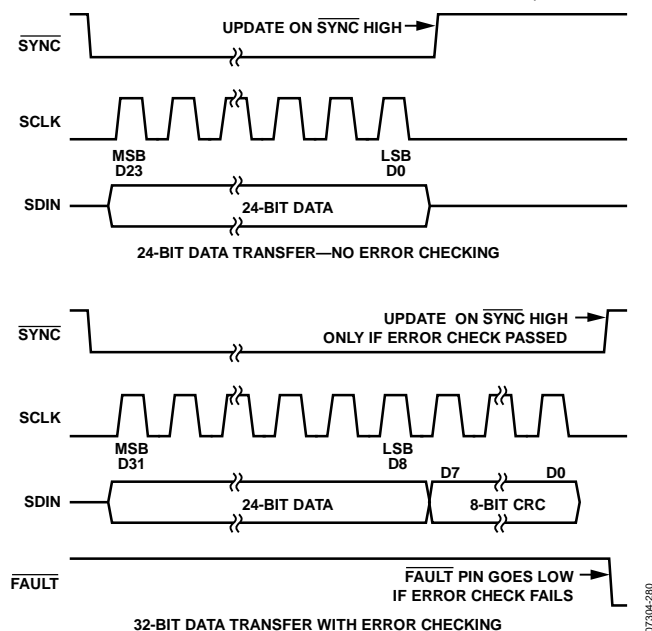 UPDATE ON SYNC HIGH
SYNC
SCLK
MSB
D23
LSB
D0
SDIN
24-BIT DATA
24-BIT DATA TRANSFER—NO ERROR CHECKING
UPDATE ON SYNC HIGH
ONLY IF ERROR CHECK PASSED
SYNC
SCLK
MSB
D31
LSB
D8
D7
D0
SDIN
24-BIT DATA
8-BIT CRC
FAULT
FAULT PIN GOES LOW
IF ERROR CHECK FAILS
32-BIT DATA TRANSFER WITH ERROR CHECKING
07304-280